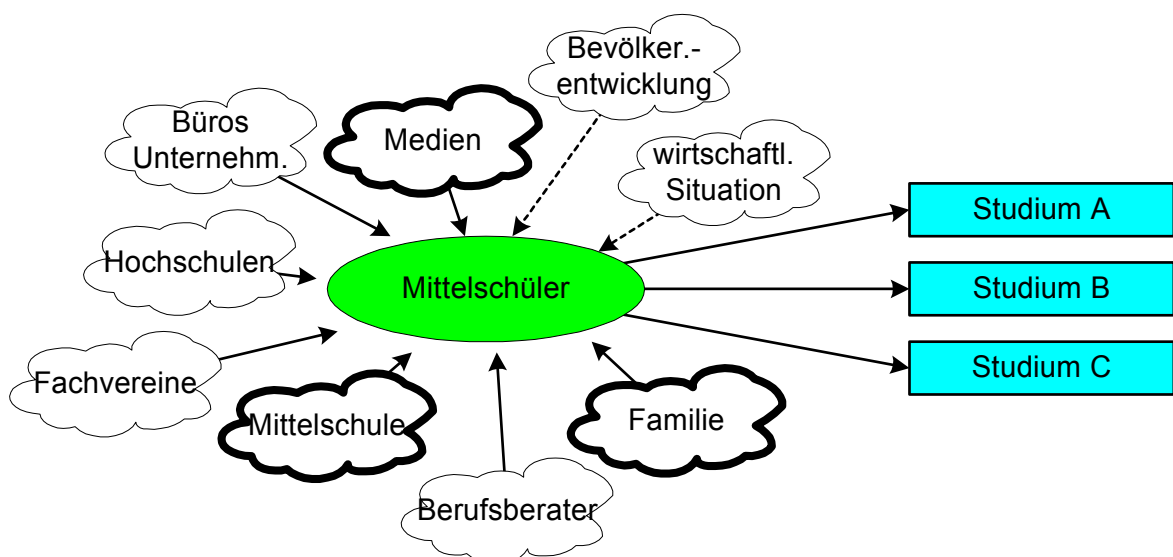 Bevölker.-
entwicklung
Büros
Unternehm.
Medien
wirtschaftl.
Situation
Studium A
Hochschulen
Mittelschüler
Studium B
Fachvereine
Studium C
Mittelschule
Familie
Berufsberater